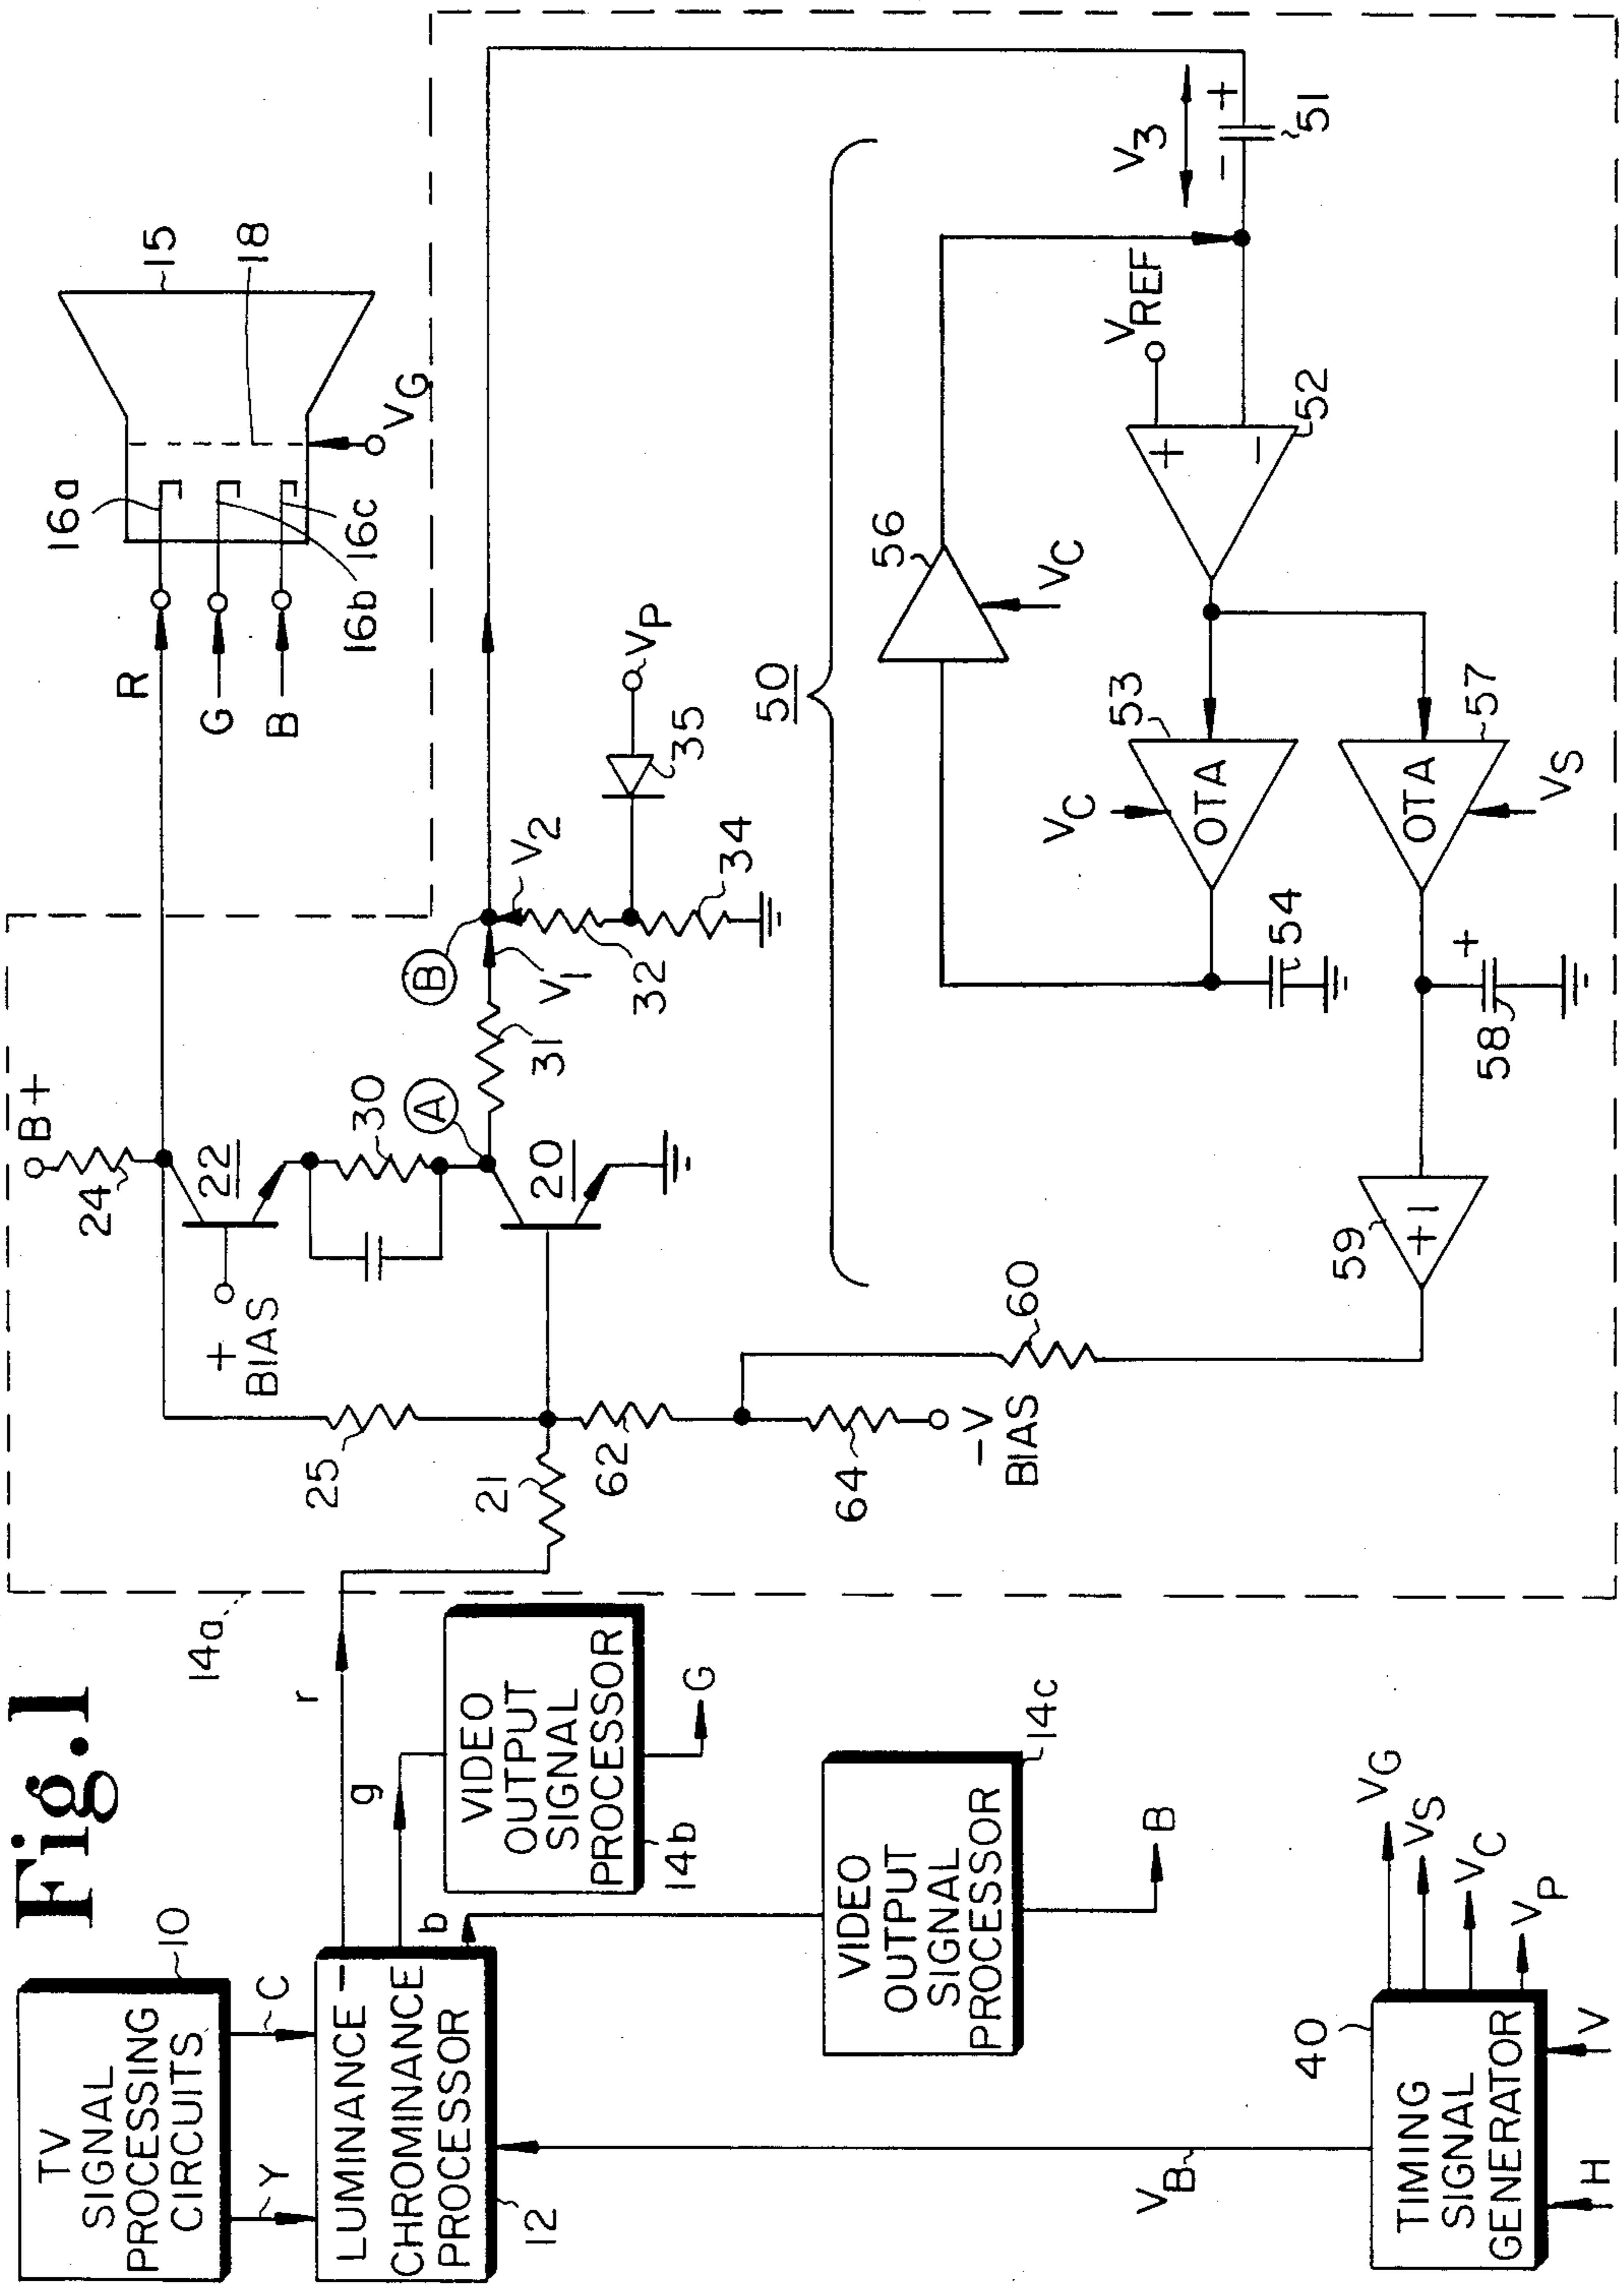 Fig.1
TV
SIGNAL
PROCESSING
CIRCUITS
10
Y
C
LUMINANCE–
CHROMINANCE
PROCESSOR
12
r
g
b
VIDEO
OUTPUT
SIGNAL
PROCESSOR
14b
G
VIDEO
OUTPUT
SIGNAL
PROCESSOR
14c
B
TIMING
SIGNAL
GENERATOR
40
H
V
VB
VG
VS
VC
VP
14a
B+
24
22
+
BIAS
25
30
A
20
21
62
64
-V
BIAS
60
31
V1
B
V2
32
34
35
VP
R
G
B
16a
16b
16c
15
18
VG
50
V3
- +
51
VREF
+
-
52
56
VC
53
OTA
VC
54
57
OTA
VS
+
58
59
+1